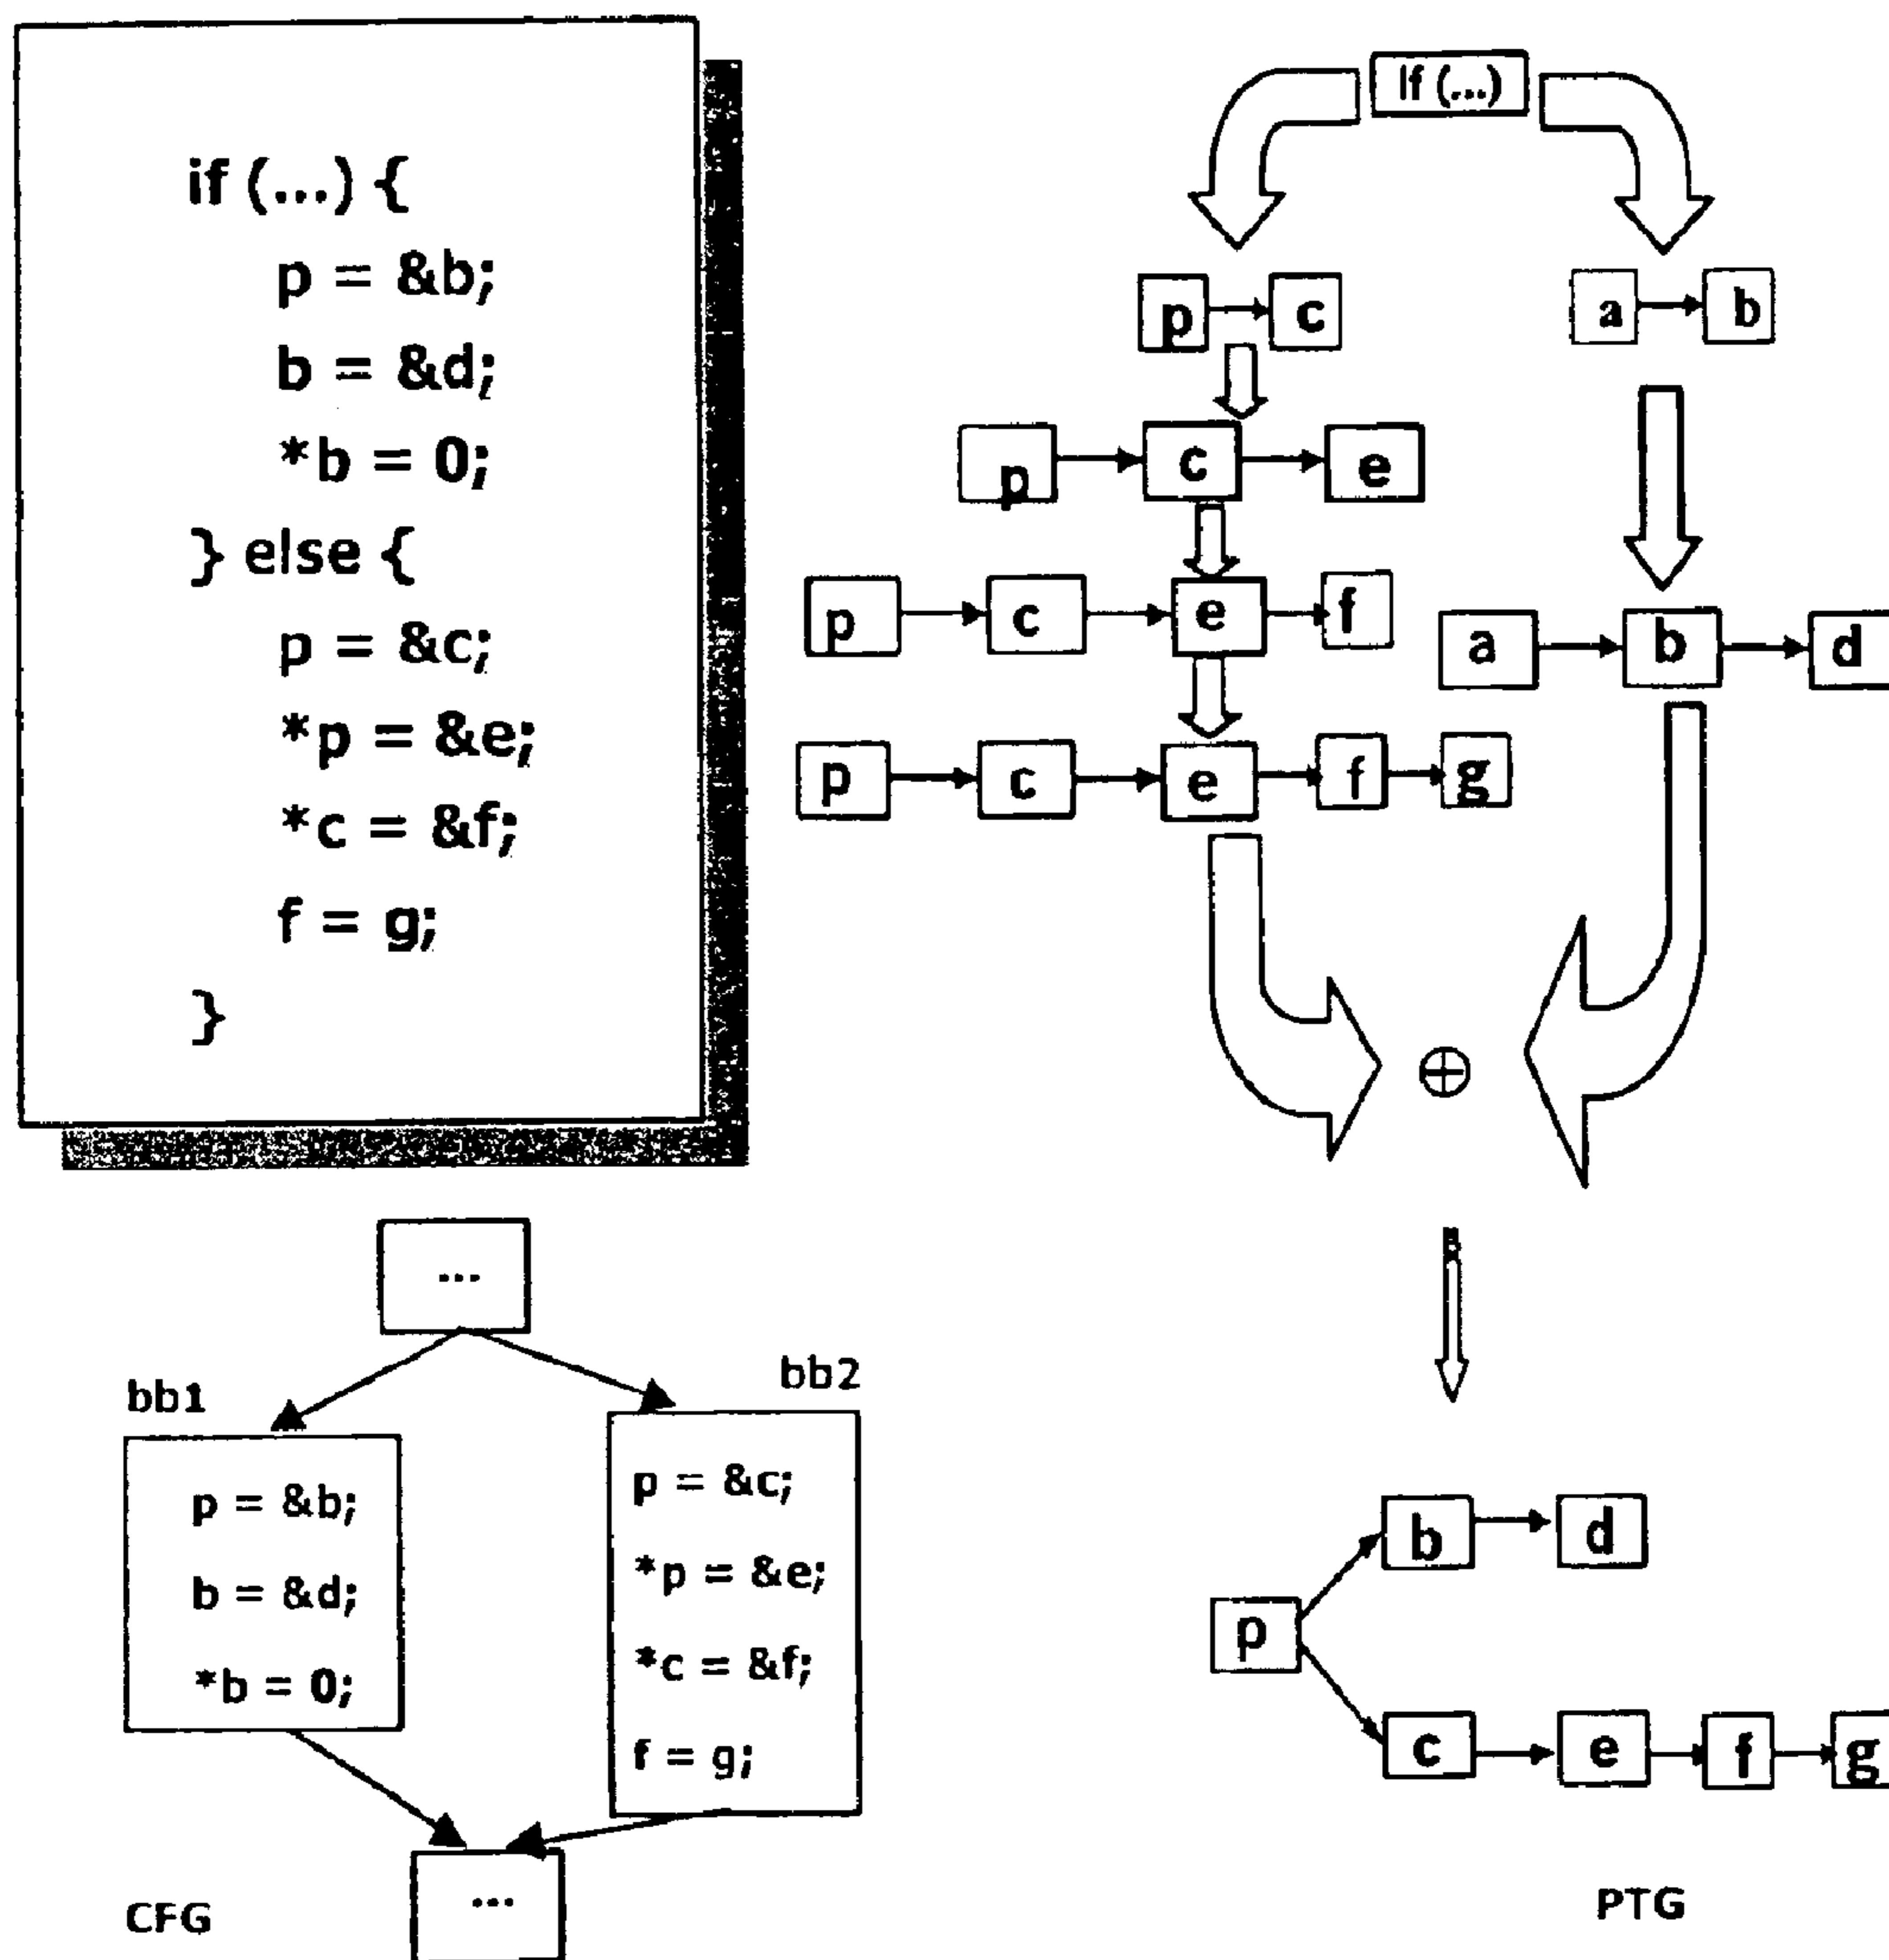 if (...) {
p = &b;
b = &d;
*b = 0;
} else {
p = &c;
*p = &e;
*c = &f;
f = g;
}
If (...)
p c
a b
p c e
p c e f
a b d
p c e f g
...
bb1
bb2
p = &b;
b = &d;
*b = 0;
p = &c;
*p = &e;
*c = &f;
f = g;
...
CFG
b d
p
c e f g
PTG